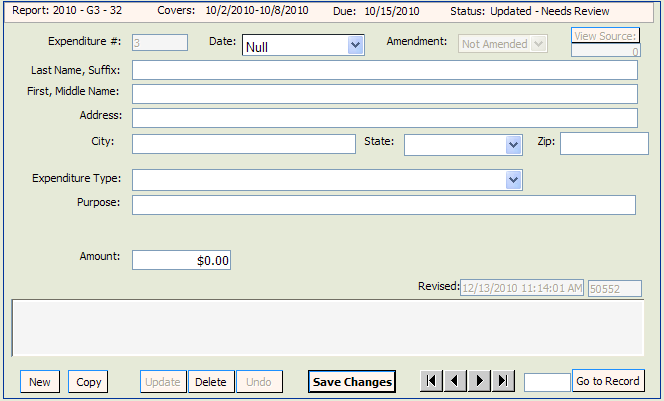 Report: 2010 - G3 - 32 Covers: 10/2/2010-10/8/2010 Due: 10/15/2010 Status: Updated - Needs Review
Expenditure #: 3 Date: Null Amendment: Not Amended View Source:
0
Last Name, Suffix:
First, Middle Name:
Address:
City: State: Zip:
Expenditure Type:
Purpose:
Amount: $0.00
Revised: 12/13/2010 11:14:01 AM 50552
New Copy Update Delete Undo Save Changes Go to Record